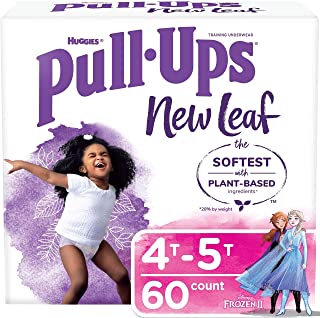 HUGGIES®
TRAINING UNDERWEAR
Pull·Ups®
New Leaf
the
SOFTEST
with
PLANT-BASED
ingredients*
*20% by weight
TM
4T-5T
60 count
Disney
FROZEN II